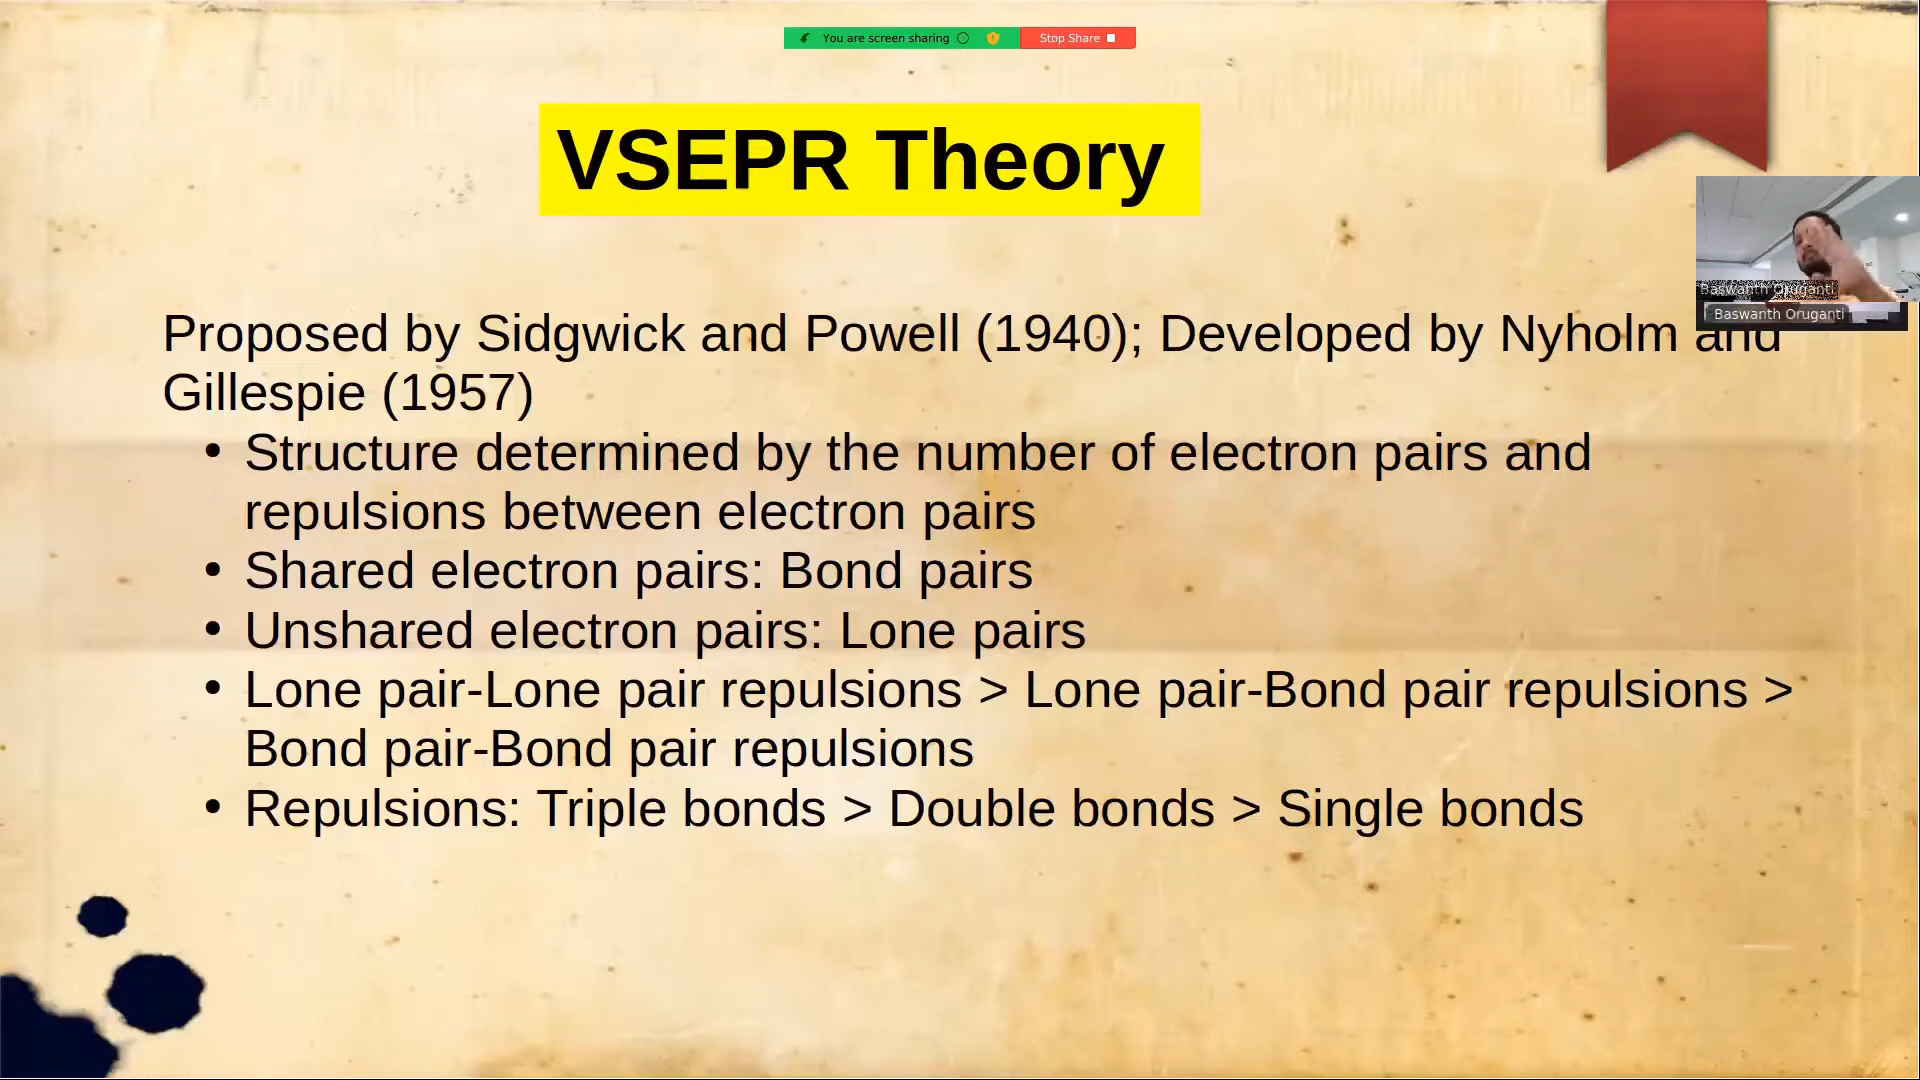 You are screen sharing
Stop Share
VSEPR Theory
Baswanth Oruganti
Baswanth Oruganti
Proposed by Sidgwick and Powell (1940); Developed by Nyholm and
Gillespie (1957)
• Structure determined by the number of electron pairs and
repulsions between electron pairs
• Shared electron pairs: Bond pairs
• Unshared electron pairs: Lone pairs
• Lone pair-Lone pair repulsions > Lone pair-Bond pair repulsions >
Bond pair-Bond pair repulsions
• Repulsions: Triple bonds > Double bonds > Single bonds